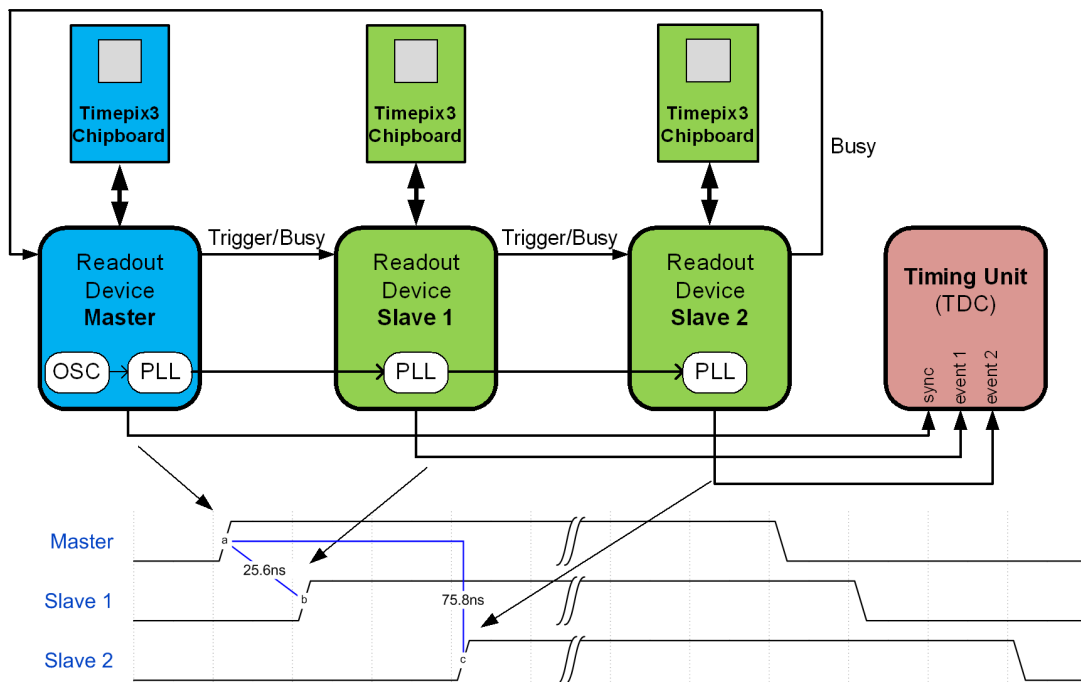 Timepix3
Chipboard
Timepix3
Chipboard
Timepix3
Chipboard
Busy
Trigger/Busy
Trigger/Busy
Readout
Device
Master
Readout
Device
Slave 1
Readout
Device
Slave 2
Timing Unit
(TDC)
OSC
PLL
PLL
PLL
sync
event 1
event 2
Master
a
25.6ns
Slave 1
b
75.8ns
Slave 2
c